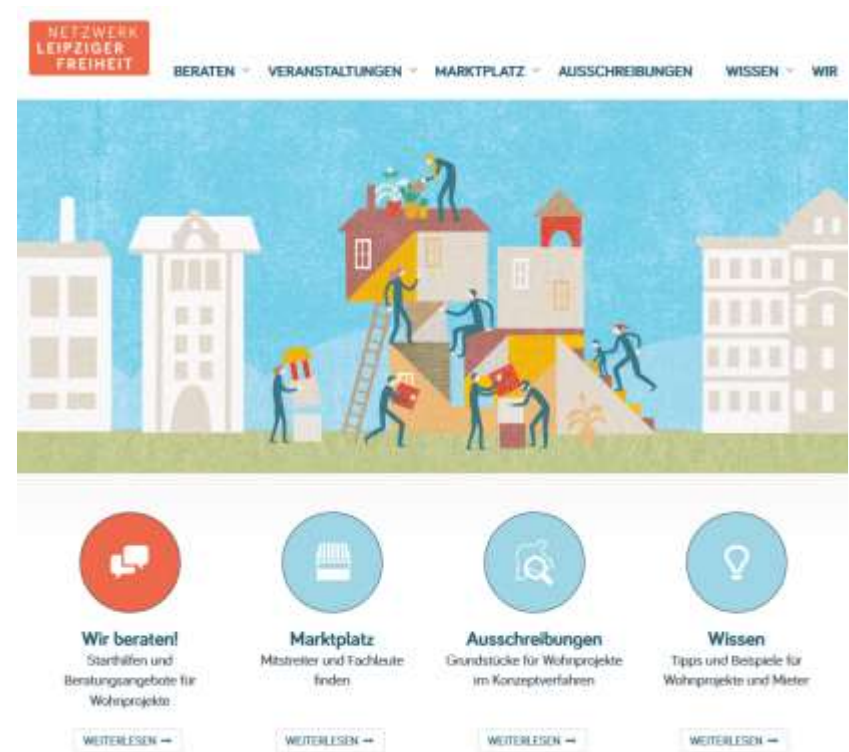 NETZWERK
LEIPZIGER
FREIHEIT
BERATEN VERANSTALTUNGEN MARKTPLATZ AUSSCHREIBUNGEN WISSEN WIR
Wir beraten!
Starthilfen und
Beratungsangebote für
Wohnprojekte
WEITERLESEN →
Marktplatz
Mitstreiter und Fachleute
finden
WEITERLESEN →
Ausschreibungen
Grundstücke für Wohnprojekte
im Konzeptverfahren
WEITERLESEN →
Wissen
Tipps und Beispiele für
Wohnprojekte und Mieter
WEITERLESEN →